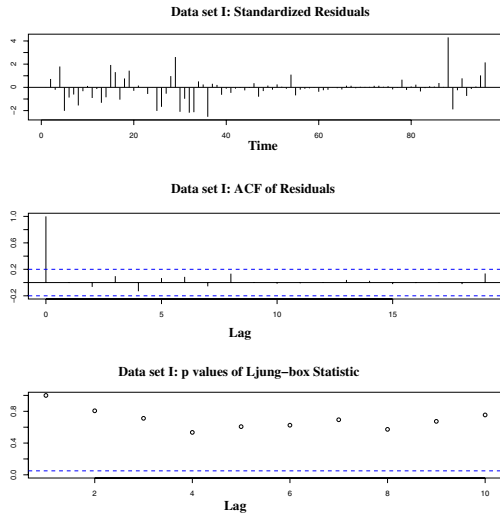 Data set I: Standardized Residuals
4
2
0
−2
0 20 40 60 80
Time
Data set I: ACF of Residuals
1.0
0.6
0.2
−0.2
0 5 10 15
Lag
Data set I: p values of Ljung−box Statistic
0.8
0.4
0.0
2 4 6 8 10
Lag